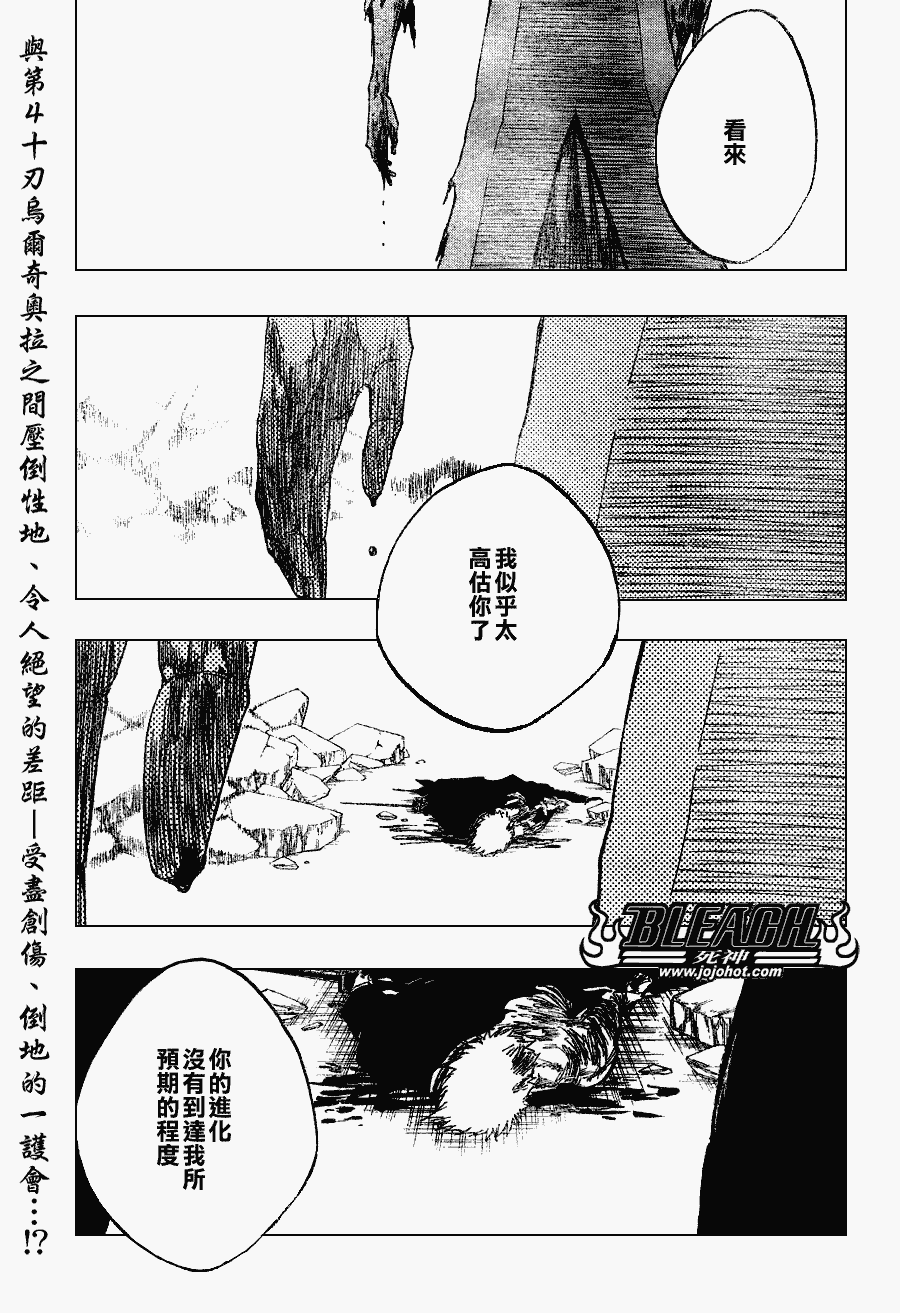 看來
我似乎太
高估你了
你的進化
沒有到達我所
預期的程度
與第4十刃烏爾奇奧拉之間壓倒性地、令人絕望的差距—受盡創傷、倒地的一護會…!?
BLEACH
死神
www.jojohot.com